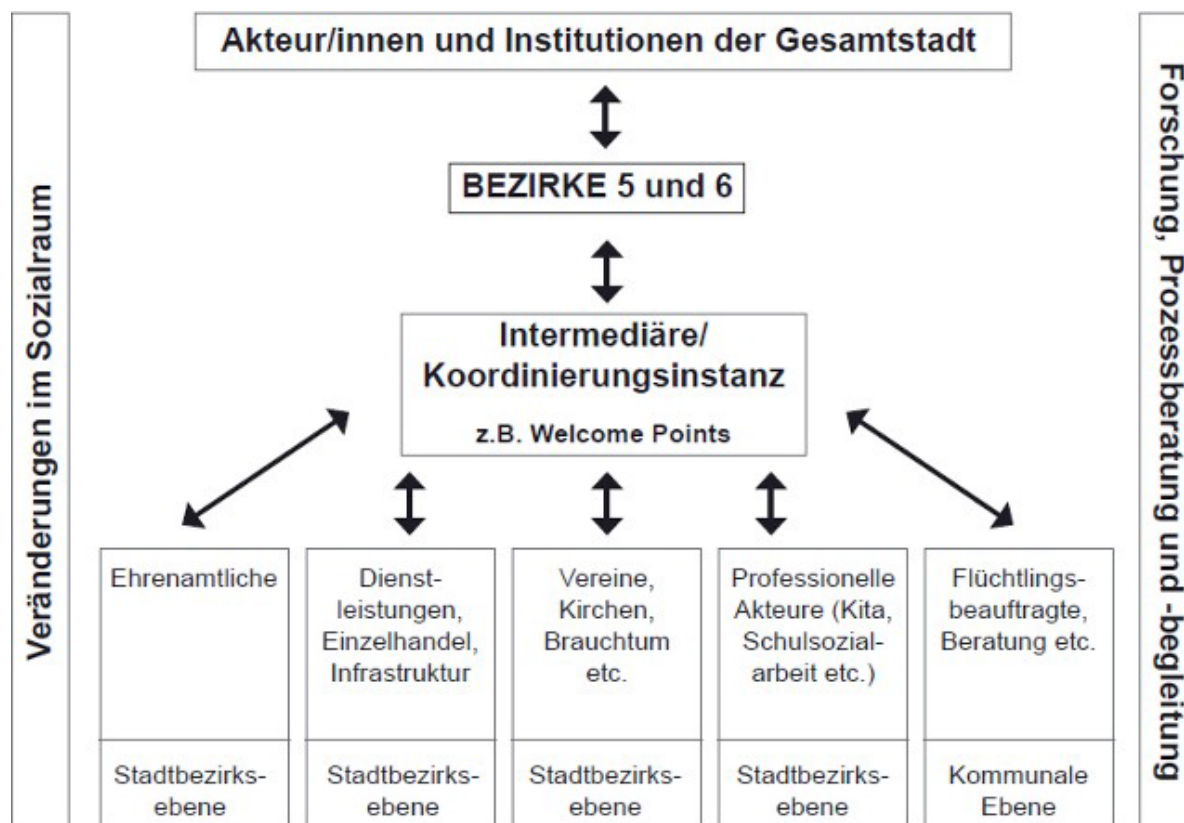 Veränderungen im Sozialraum
Akteur/innen und Institutionen der Gesamtstadt
BEZIRKE 5 und 6
Intermediäre/
Koordinierungsinstanz
z.B. Welcome Points
Ehrenamtliche
Stadtbezirks-
ebene
Dienst-
leistungen,
Einzelhandel,
Infrastruktur
Stadtbezirks-
ebene
Vereine,
Kirchen,
Brauchtum
etc.
Stadtbezirks-
ebene
Professionelle
Akteure (Kita,
Schulsozial-
arbeit etc.)
Stadtbezirks-
ebene
Flüchtlings-
beauftragte,
Beratung etc.
Kommunale
Ebene
Forschung, Prozessberatung und -begleitung